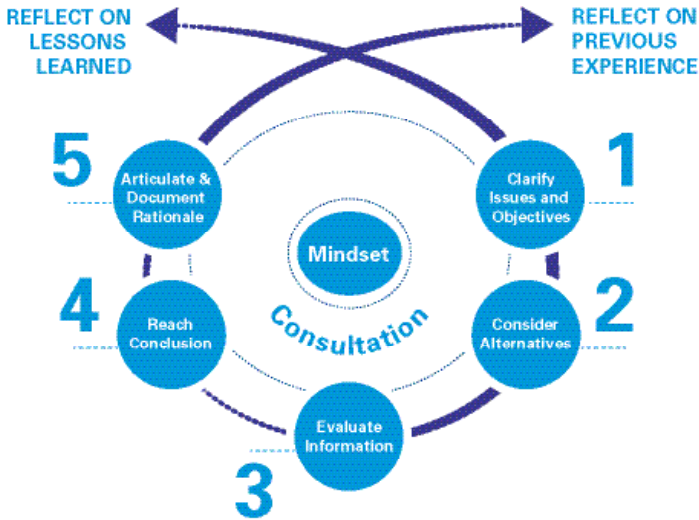 REFLECT ON
LESSONS
LEARNED
REFLECT ON
PREVIOUS
EXPERIENCE
1
Clarify
Issues and
Objectives
2
Consider
Alternatives
3
Evaluate
Information
4
Reach
Conclusion
5
Articulate &
Document
Rationale
Mindset
Consultation